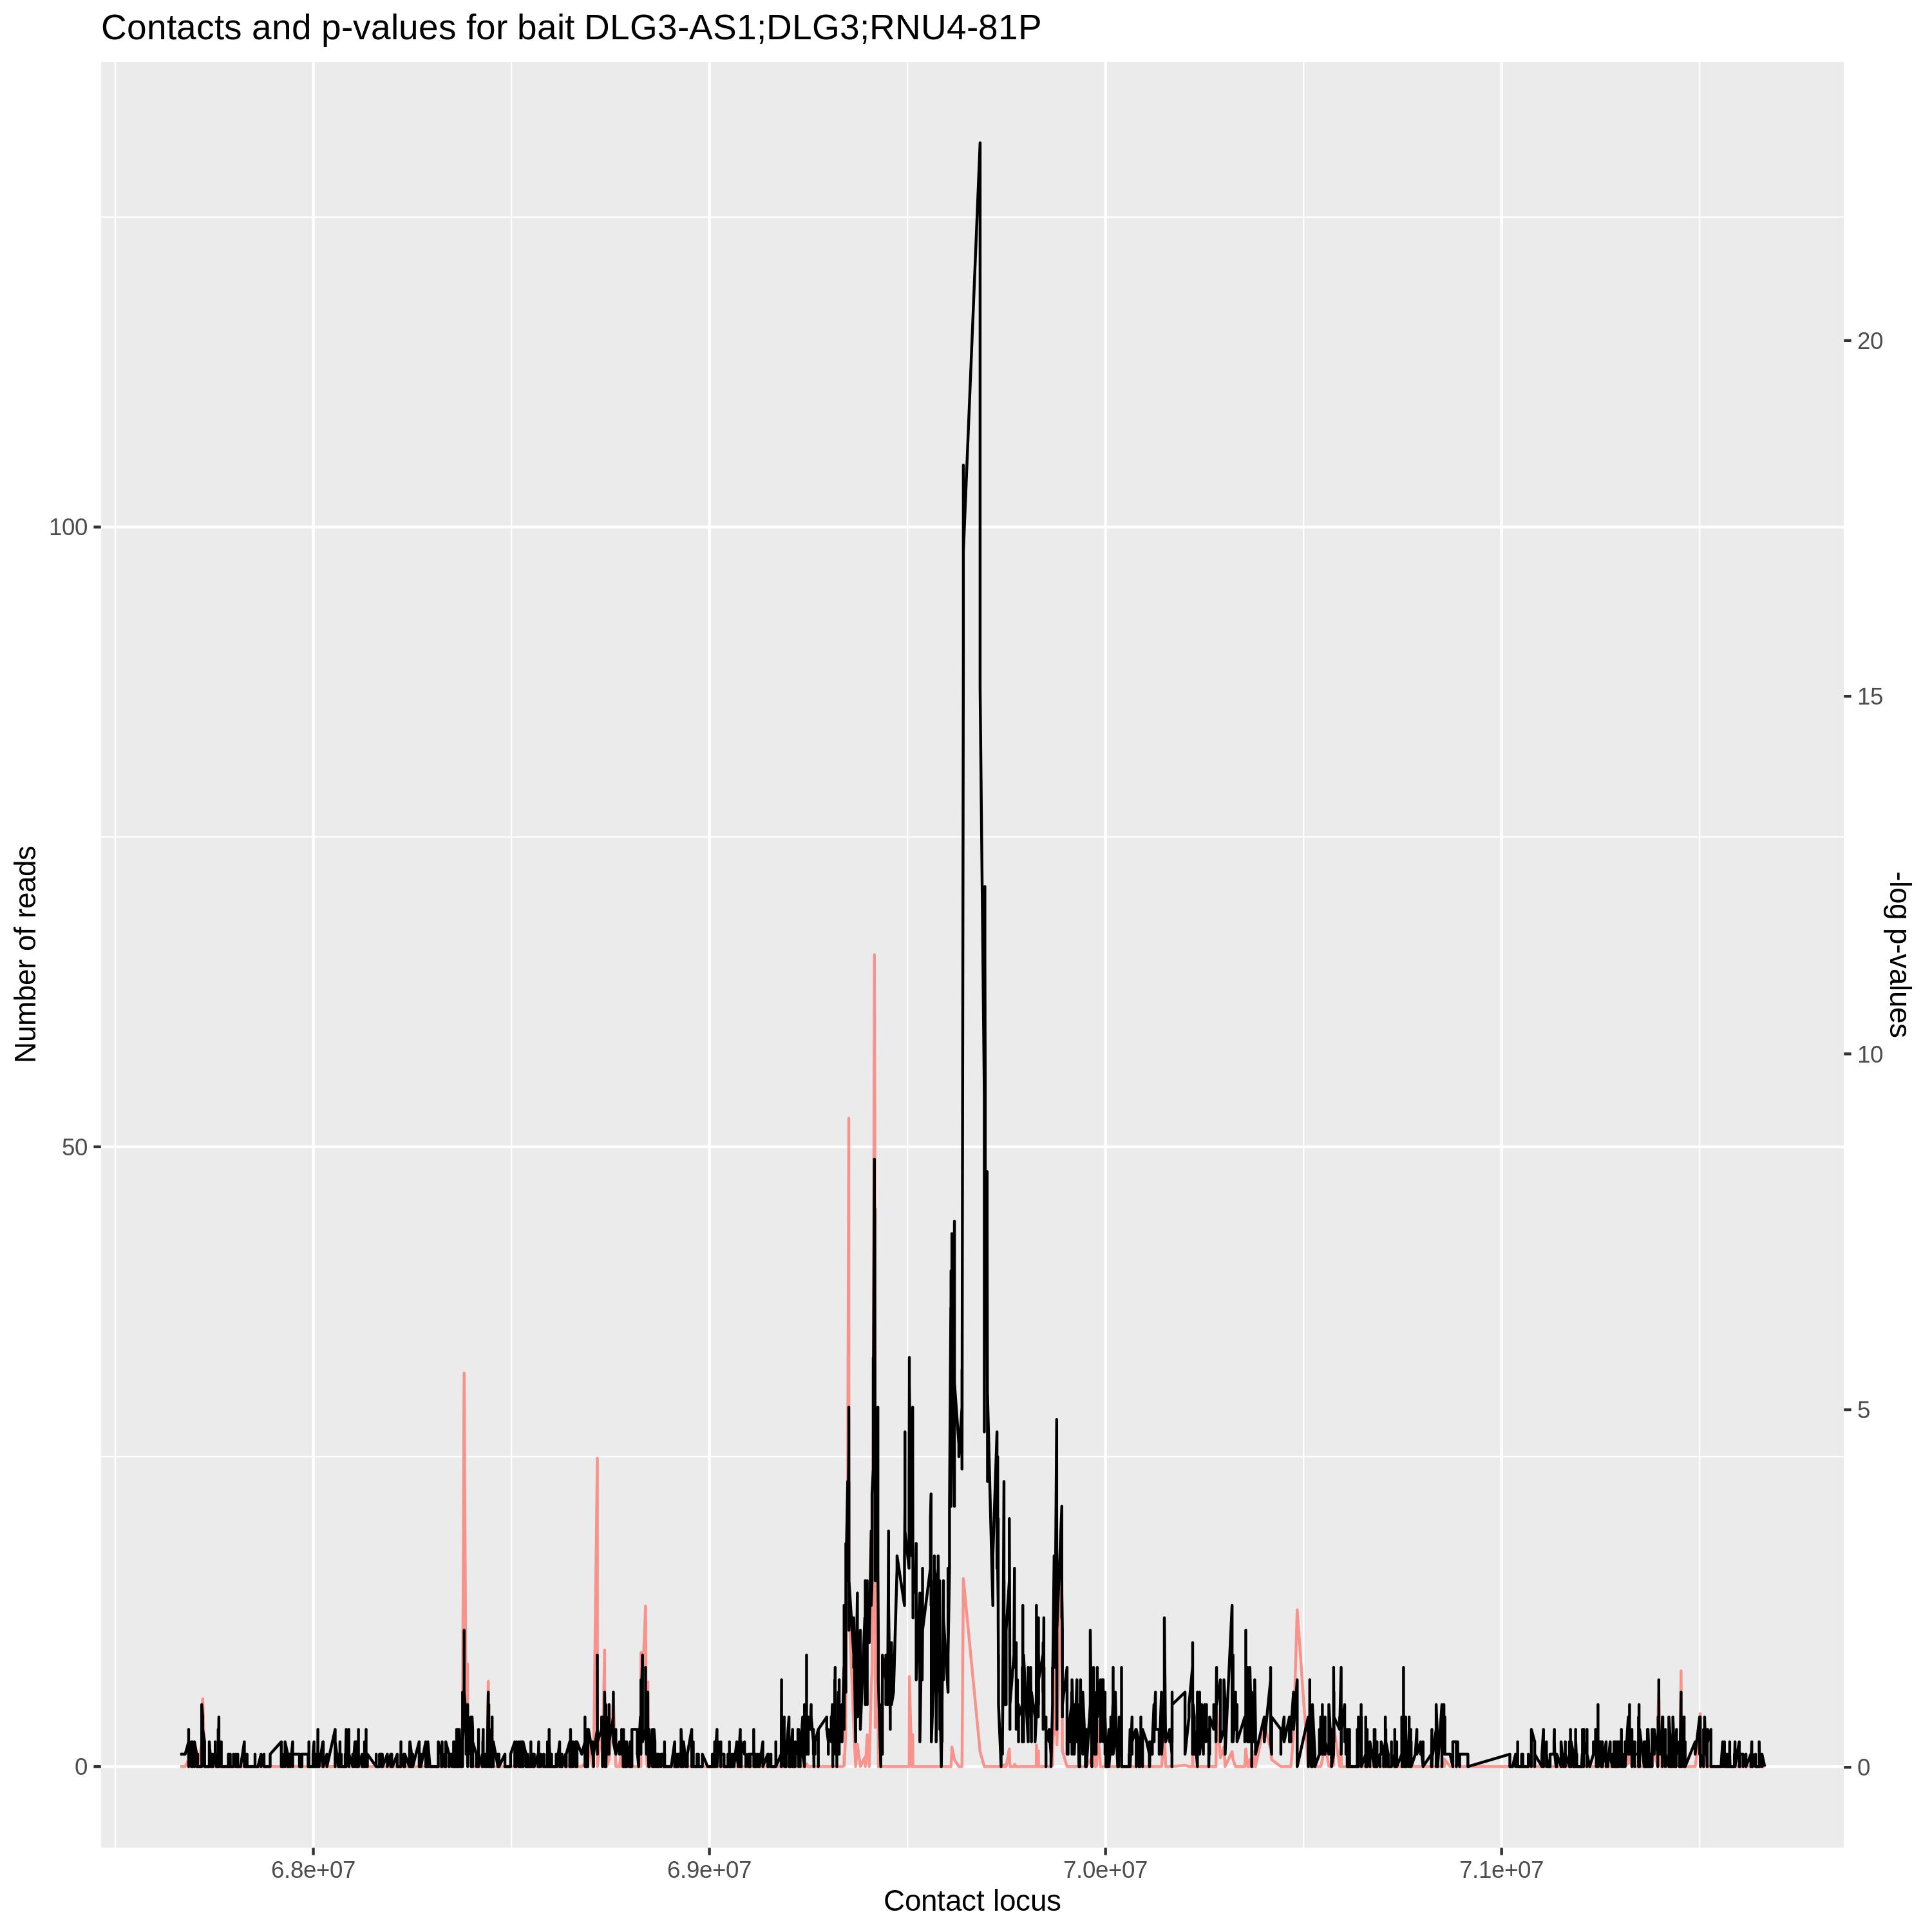 Contacts and p-values for bait DLG3-AS1;DLG3;RNU4-81P
Number of reads
100
50
0
20
15
10
5
0
-log p-values
6.8e+07
6.9e+07
7.0e+07
7.1e+07
Contact locus